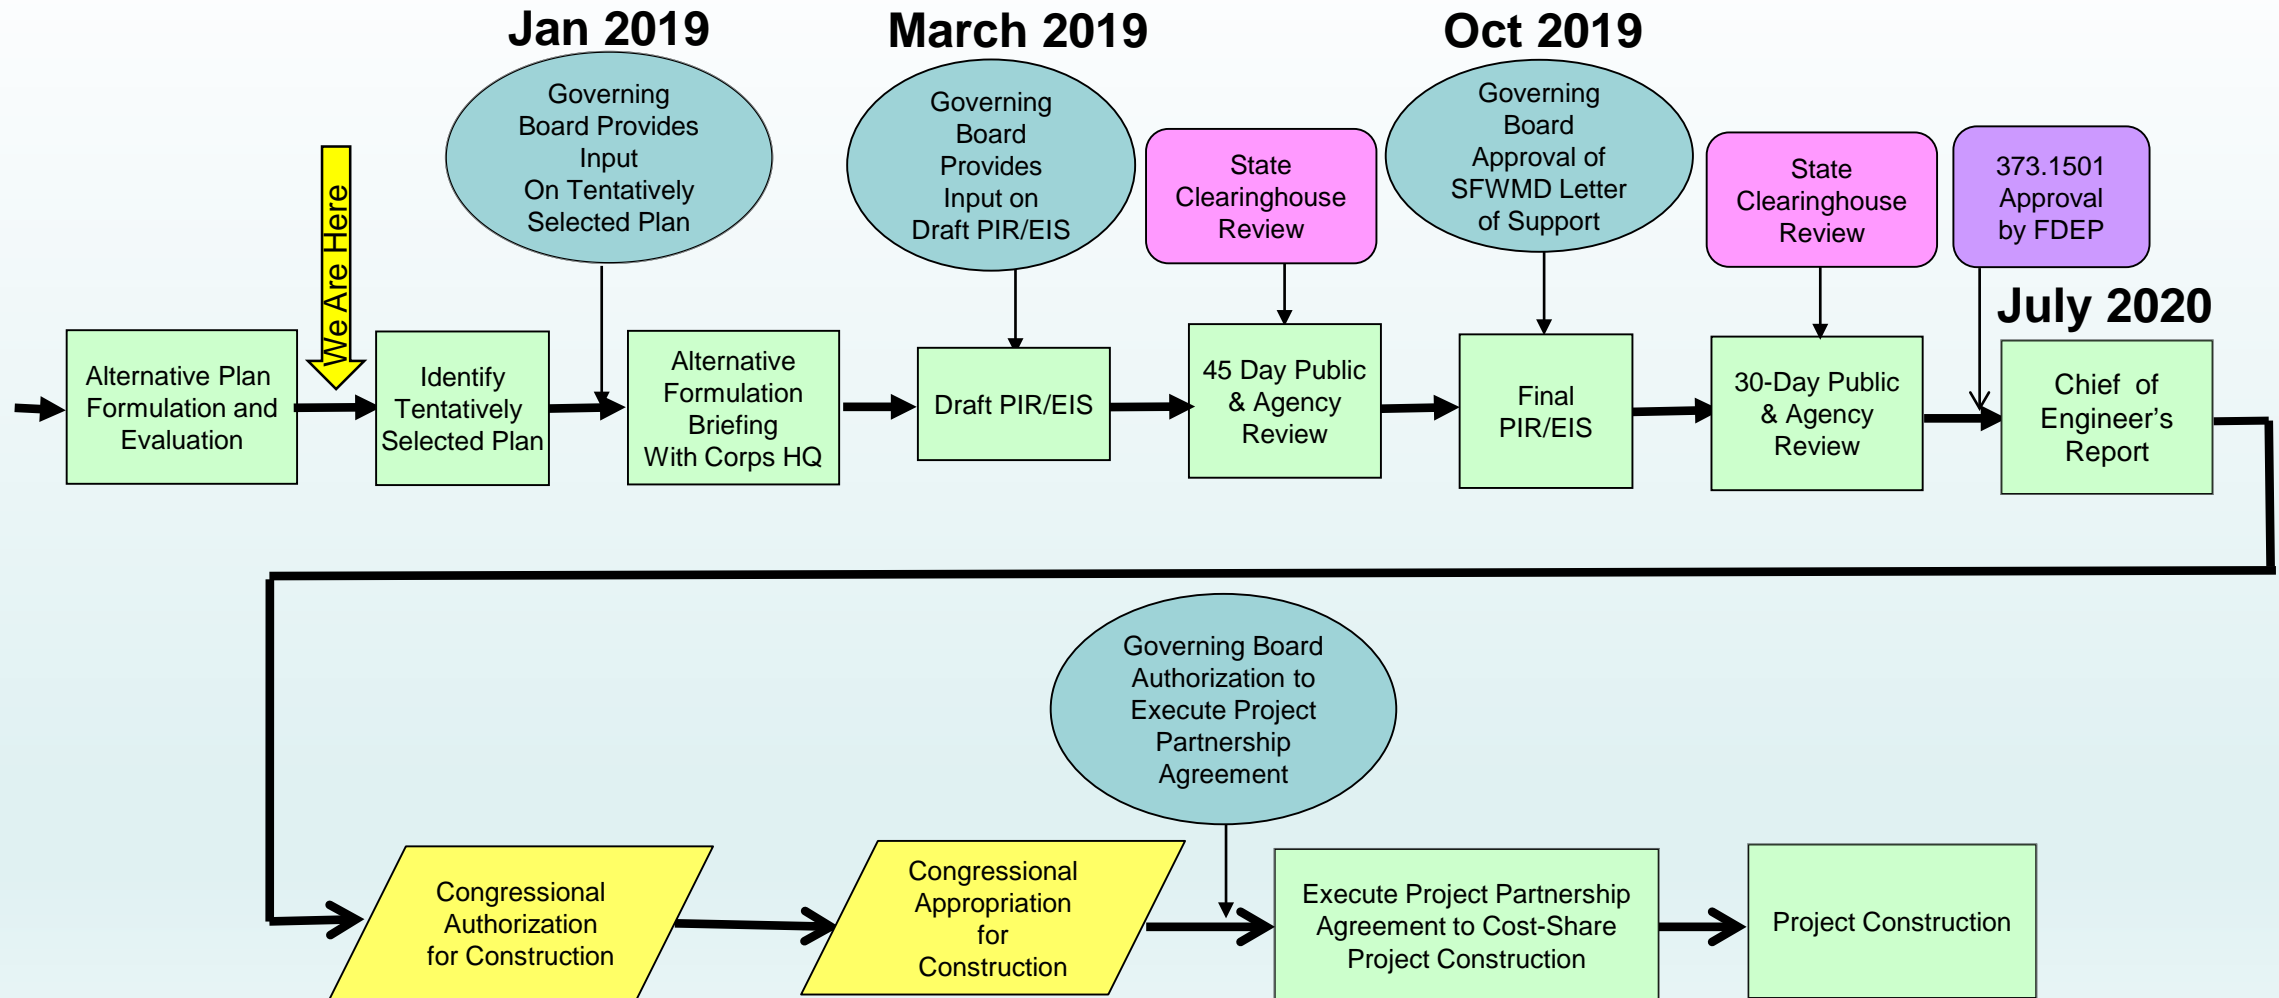 Jan 2019
March 2019
Oct 2019
Governing
Board Provides
Input
On Tentatively
Selected Plan
Governing
Board
Provides
Input on
Draft PIR/EIS
State
Clearinghouse
Review
Governing
Board
Approval of
SFWMD Letter
of Support
State
Clearinghouse
Review
373.1501
Approval
by FDEP
We Are Here
July 2020
Alternative Plan
Formulation and
Evaluation
Identify
Tentatively
Selected Plan
Alternative
Formulation
Briefing
With Corps HQ
Draft PIR/EIS
45 Day Public
& Agency
Review
Final
PIR/EIS
30-Day Public
& Agency
Review
Chief of
Engineer's
Report
Governing Board
Authorization to
Execute Project
Partnership
Agreement
Congressional
Authorization
for Construction
Congressional
Appropriation
for
Construction
Execute Project Partnership
Agreement to Cost-Share
Project Construction
Project Construction